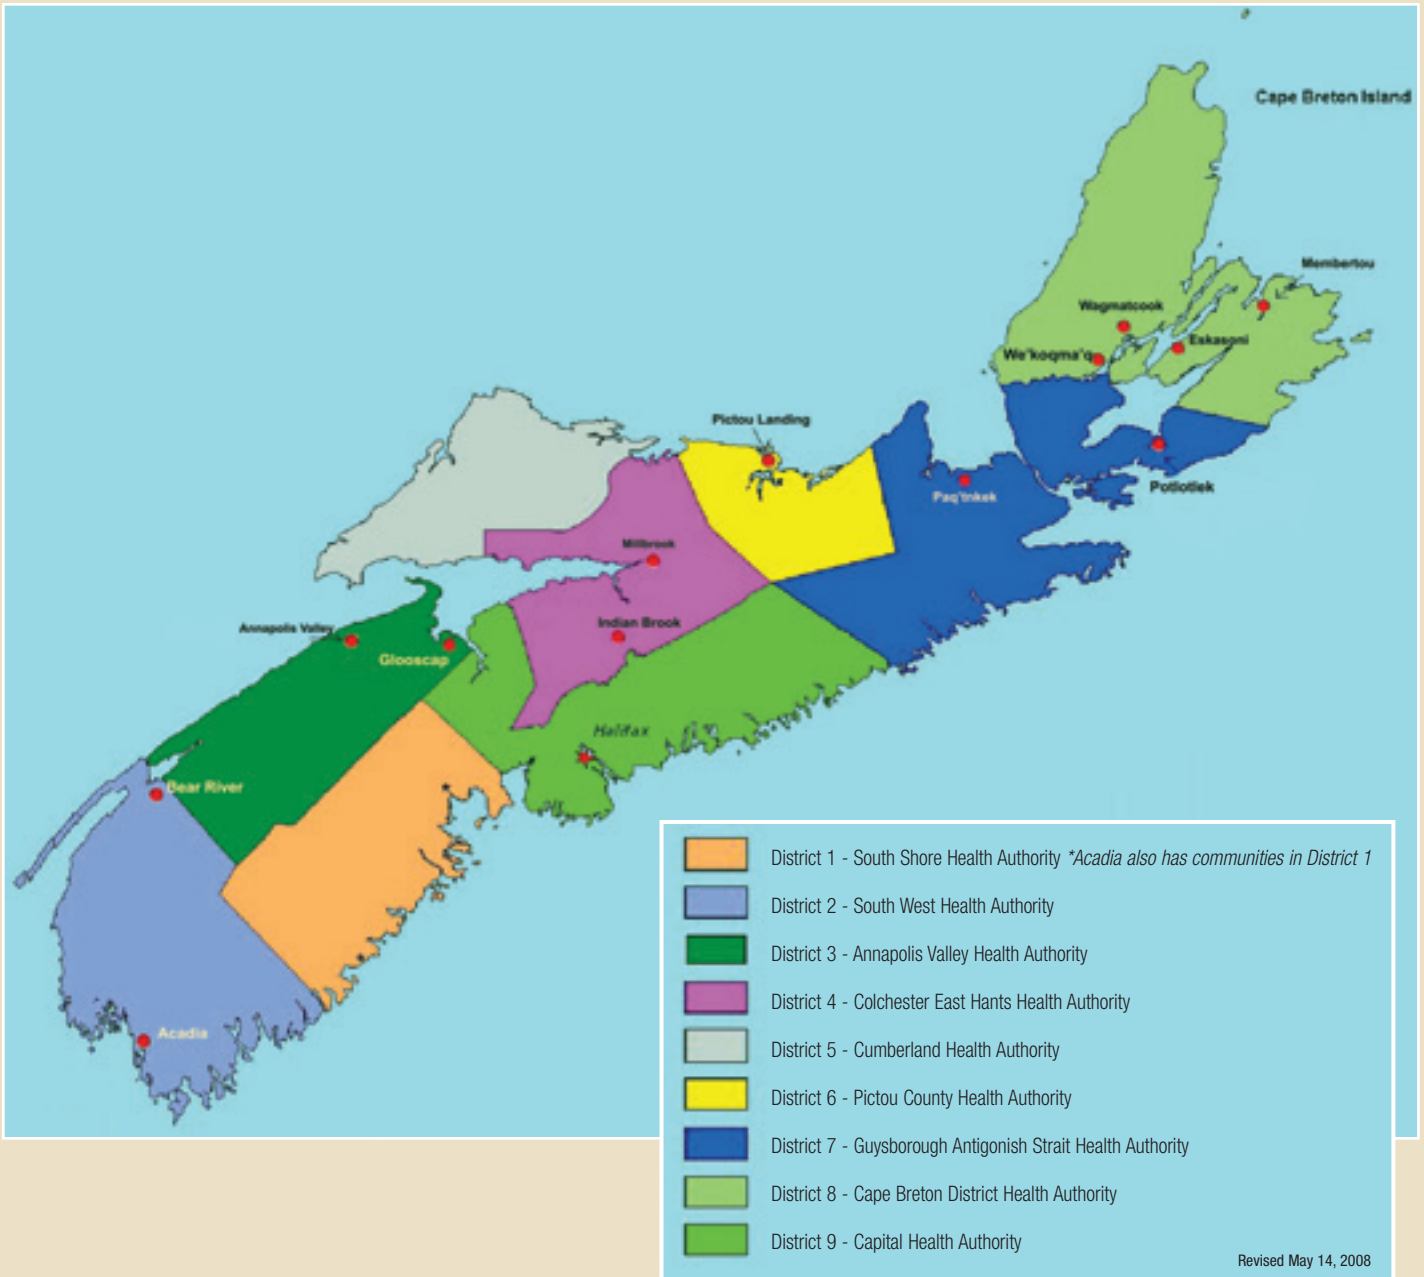 Cape Breton Island
Membertou
Wagmatcook
Eskasoni
We'koqma'q
Pictou Landing
Potlotek
Paq'tnkek
Millbrook
Indian Brook
Annapolis Valley
Glooscap
Halifax
Bear River
Acadia
District 1 - South Shore Health Authority *Acadia also has communities in District 1
District 2 - South West Health Authority
District 3 - Annapolis Valley Health Authority
District 4 - Colchester East Hants Health Authority
District 5 - Cumberland Health Authority
District 6 - Pictou County Health Authority
District 7 - Guysborough Antigonish Strait Health Authority
District 8 - Cape Breton District Health Authority
District 9 - Capital Health Authority
Revised May 14, 2008